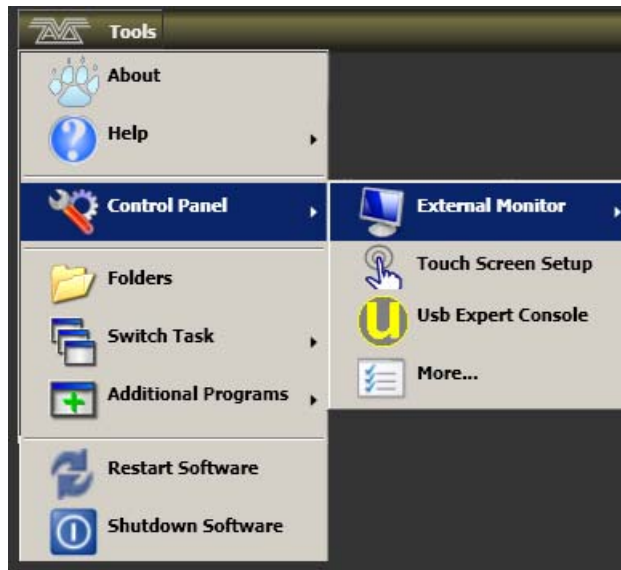 Tools
About
Help
Control Panel
External Monitor
Touch Screen Setup
Usb Expert Console
More...
Folders
Switch Task
Additional Programs
Restart Software
Shutdown Software